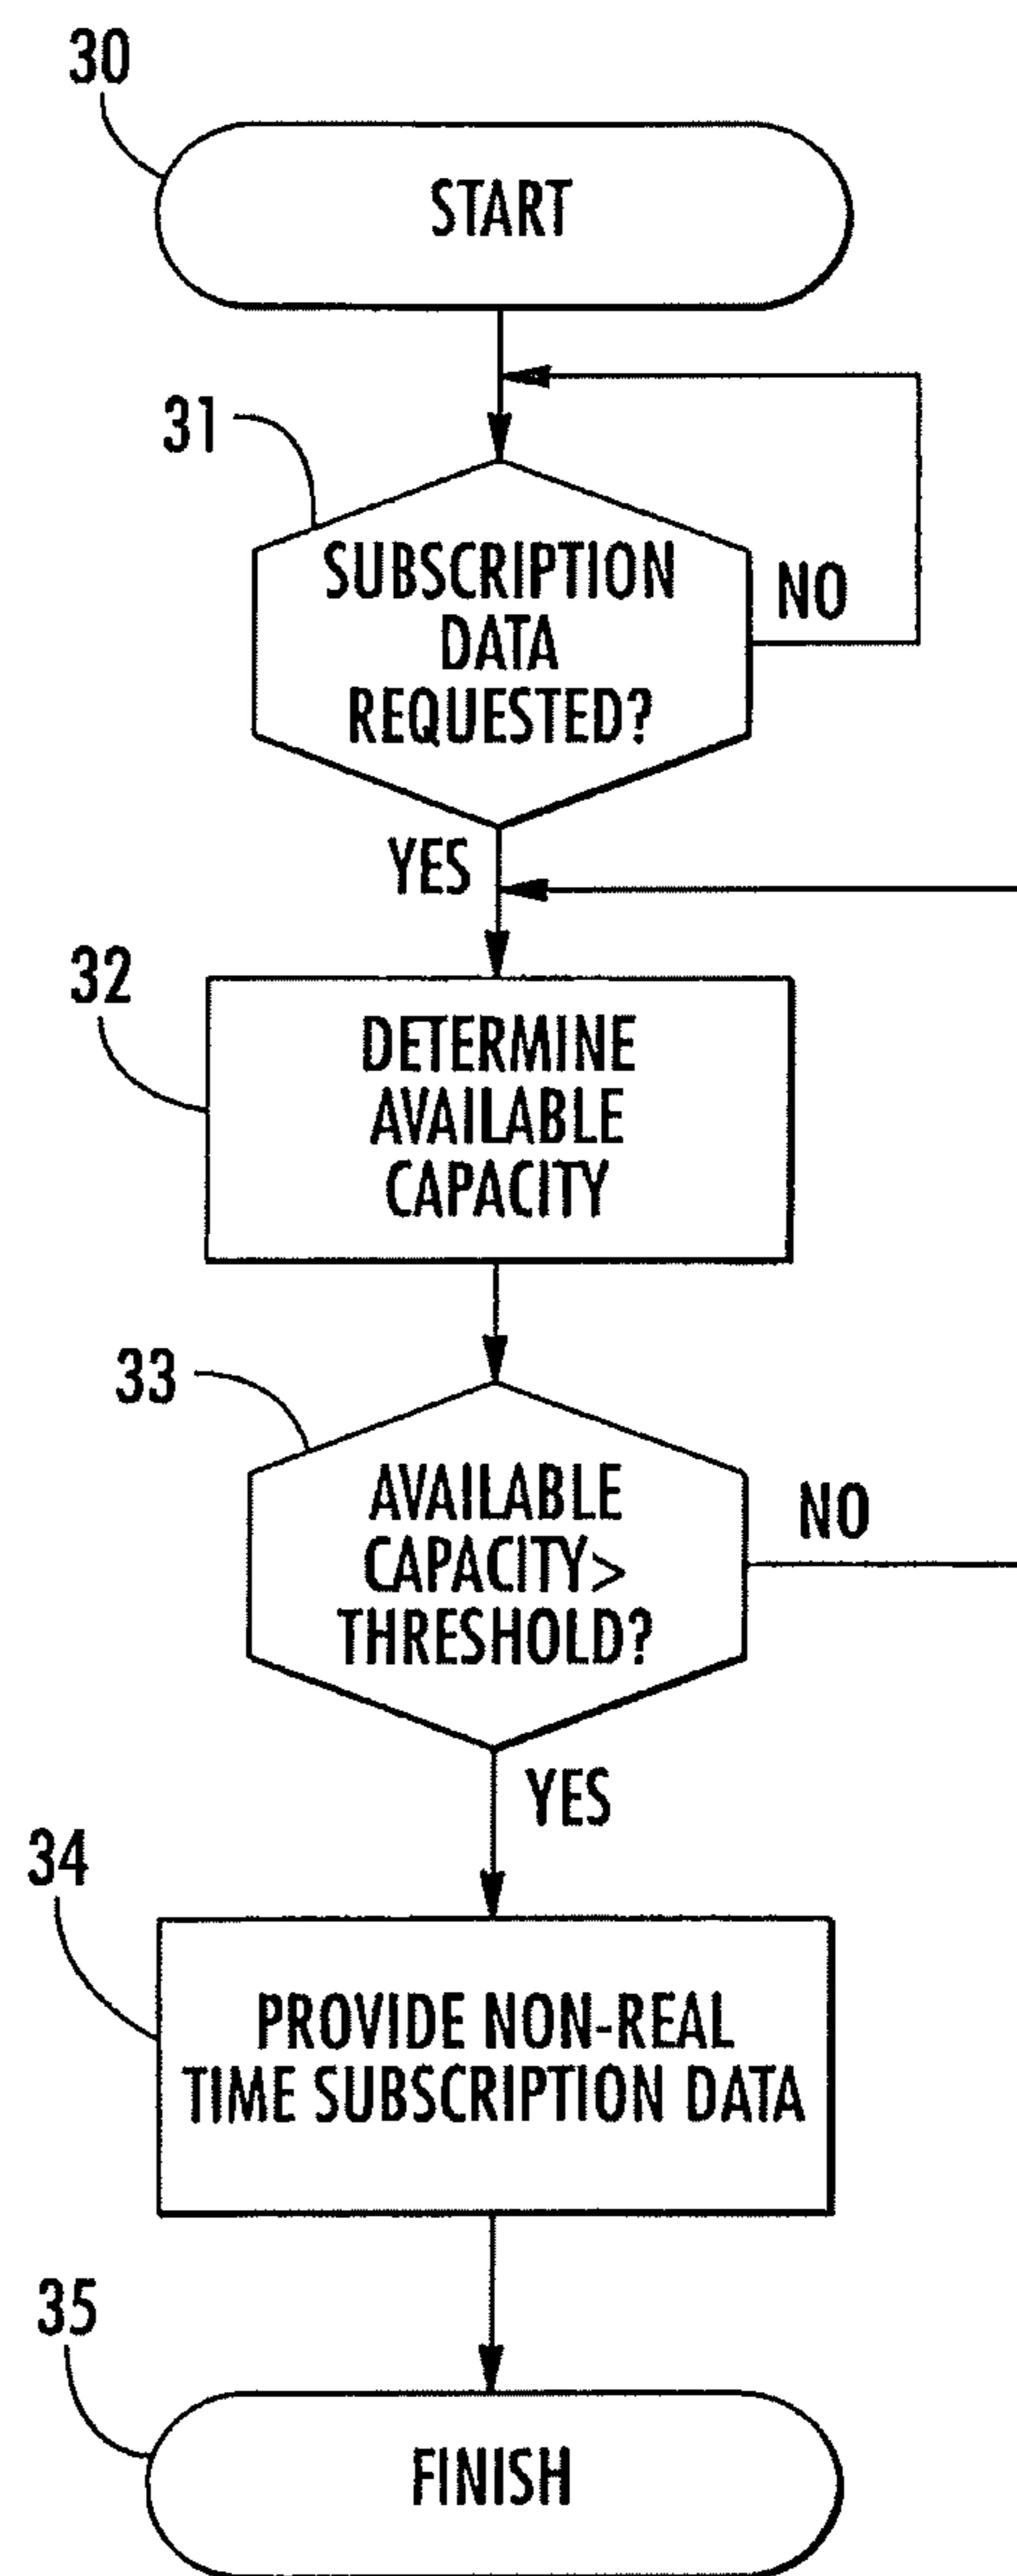 30
START
31
SUBSCRIPTION
DATA
REQUESTED?
NO
YES
32
DETERMINE
AVAILABLE
CAPACITY
33
AVAILABLE
CAPACITY>
THRESHOLD?
NO
YES
34
PROVIDE NON-REAL
TIME SUBSCRIPTION DATA
35
FINISH